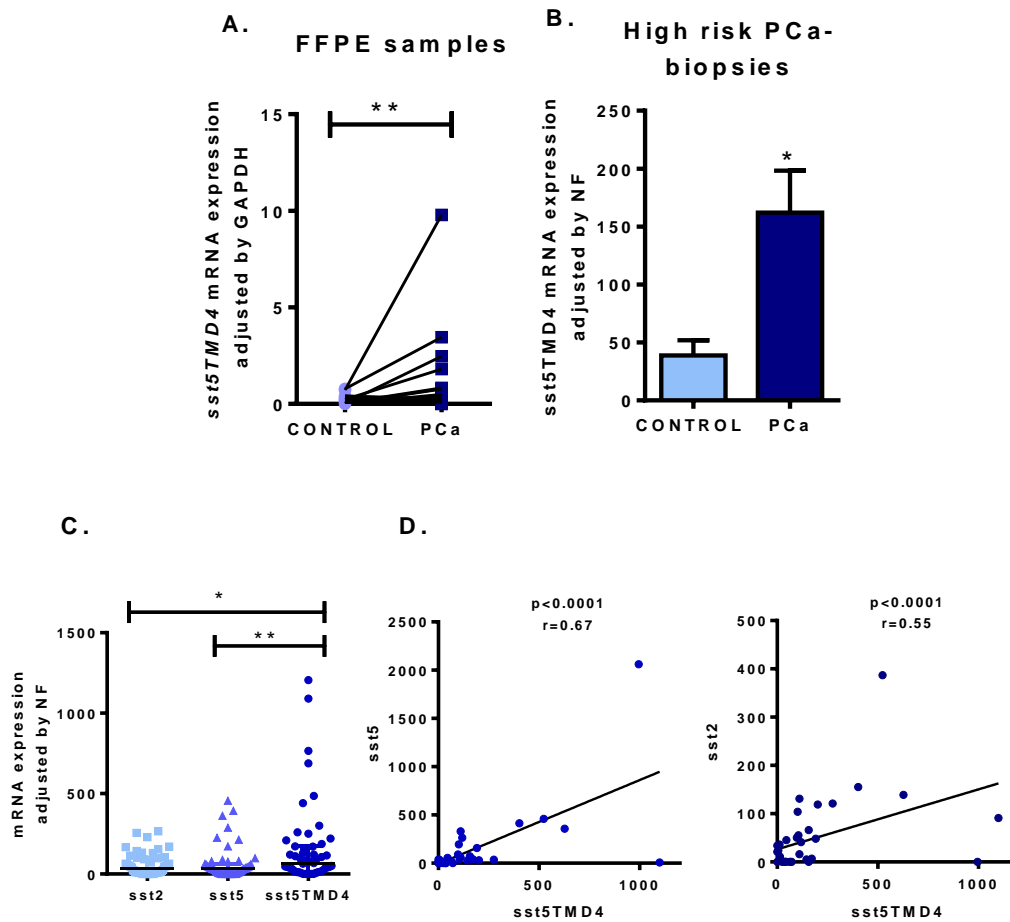 A.
FFPE samples
sst5TMD4 mRNA expression
adjusted by GAPDH
15
10
5
0
**
CONTROL
PCa
B.
High risk PCa-
biopsies
sst5TMD4 mRNA expression
adjusted by NF
250
200
150
100
50
0
*
CONTROL
PCa
C.
mRNA expression
adjusted by NF
1500
1000
500
0
*
**
sst2
sst5
sst5TMD4
D.
p<0.0001
r=0.67
sst5
2500
2000
1500
1000
500
0
0
500
1000
sst5TMD4
p<0.0001
r=0.55
sst2
500
400
300
200
100
0
0
500
1000
sst5TMD4